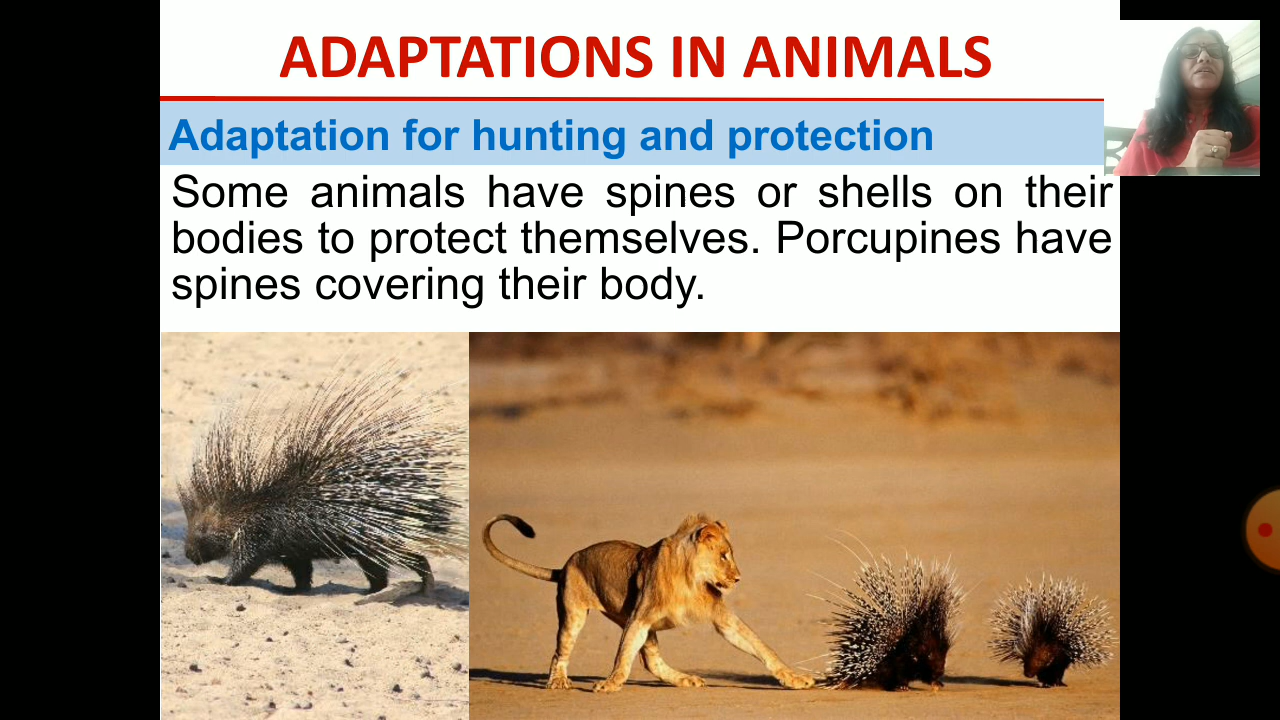 ADAPTATIONS IN ANIMALS
Adaptation for hunting and protection
Some animals have spines or shells on their
bodies to protect themselves. Porcupines have
spines covering their body.